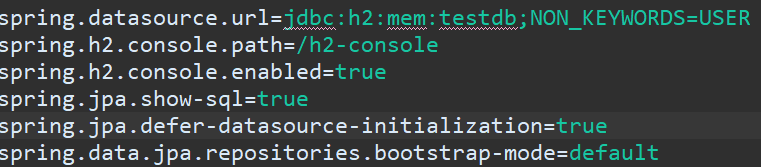 spring.datasource.url=jdbc:h2:mem:testdb;NON_KEYWORDS=USER
spring.h2.console.path=/h2-console
spring.h2.console.enabled=true
spring.jpa.show-sql=true
spring.jpa.defer-datasource-initialization=true
spring.data.jpa.repositories.bootstrap-mode=default